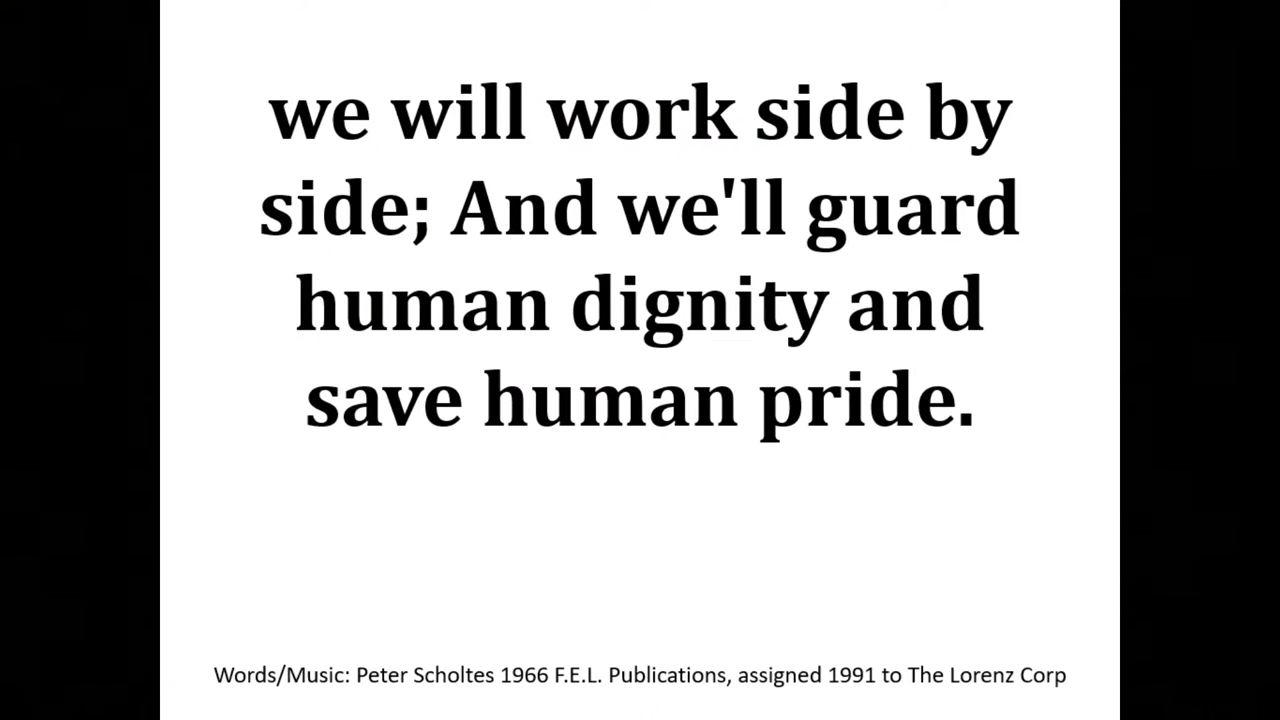 we will work side by
side; And we'll guard
human dignity and
save human pride.
Words/Music: Peter Scholtes 1966 F.E.L. Publications, assigned 1991 to The Lorenz Corp